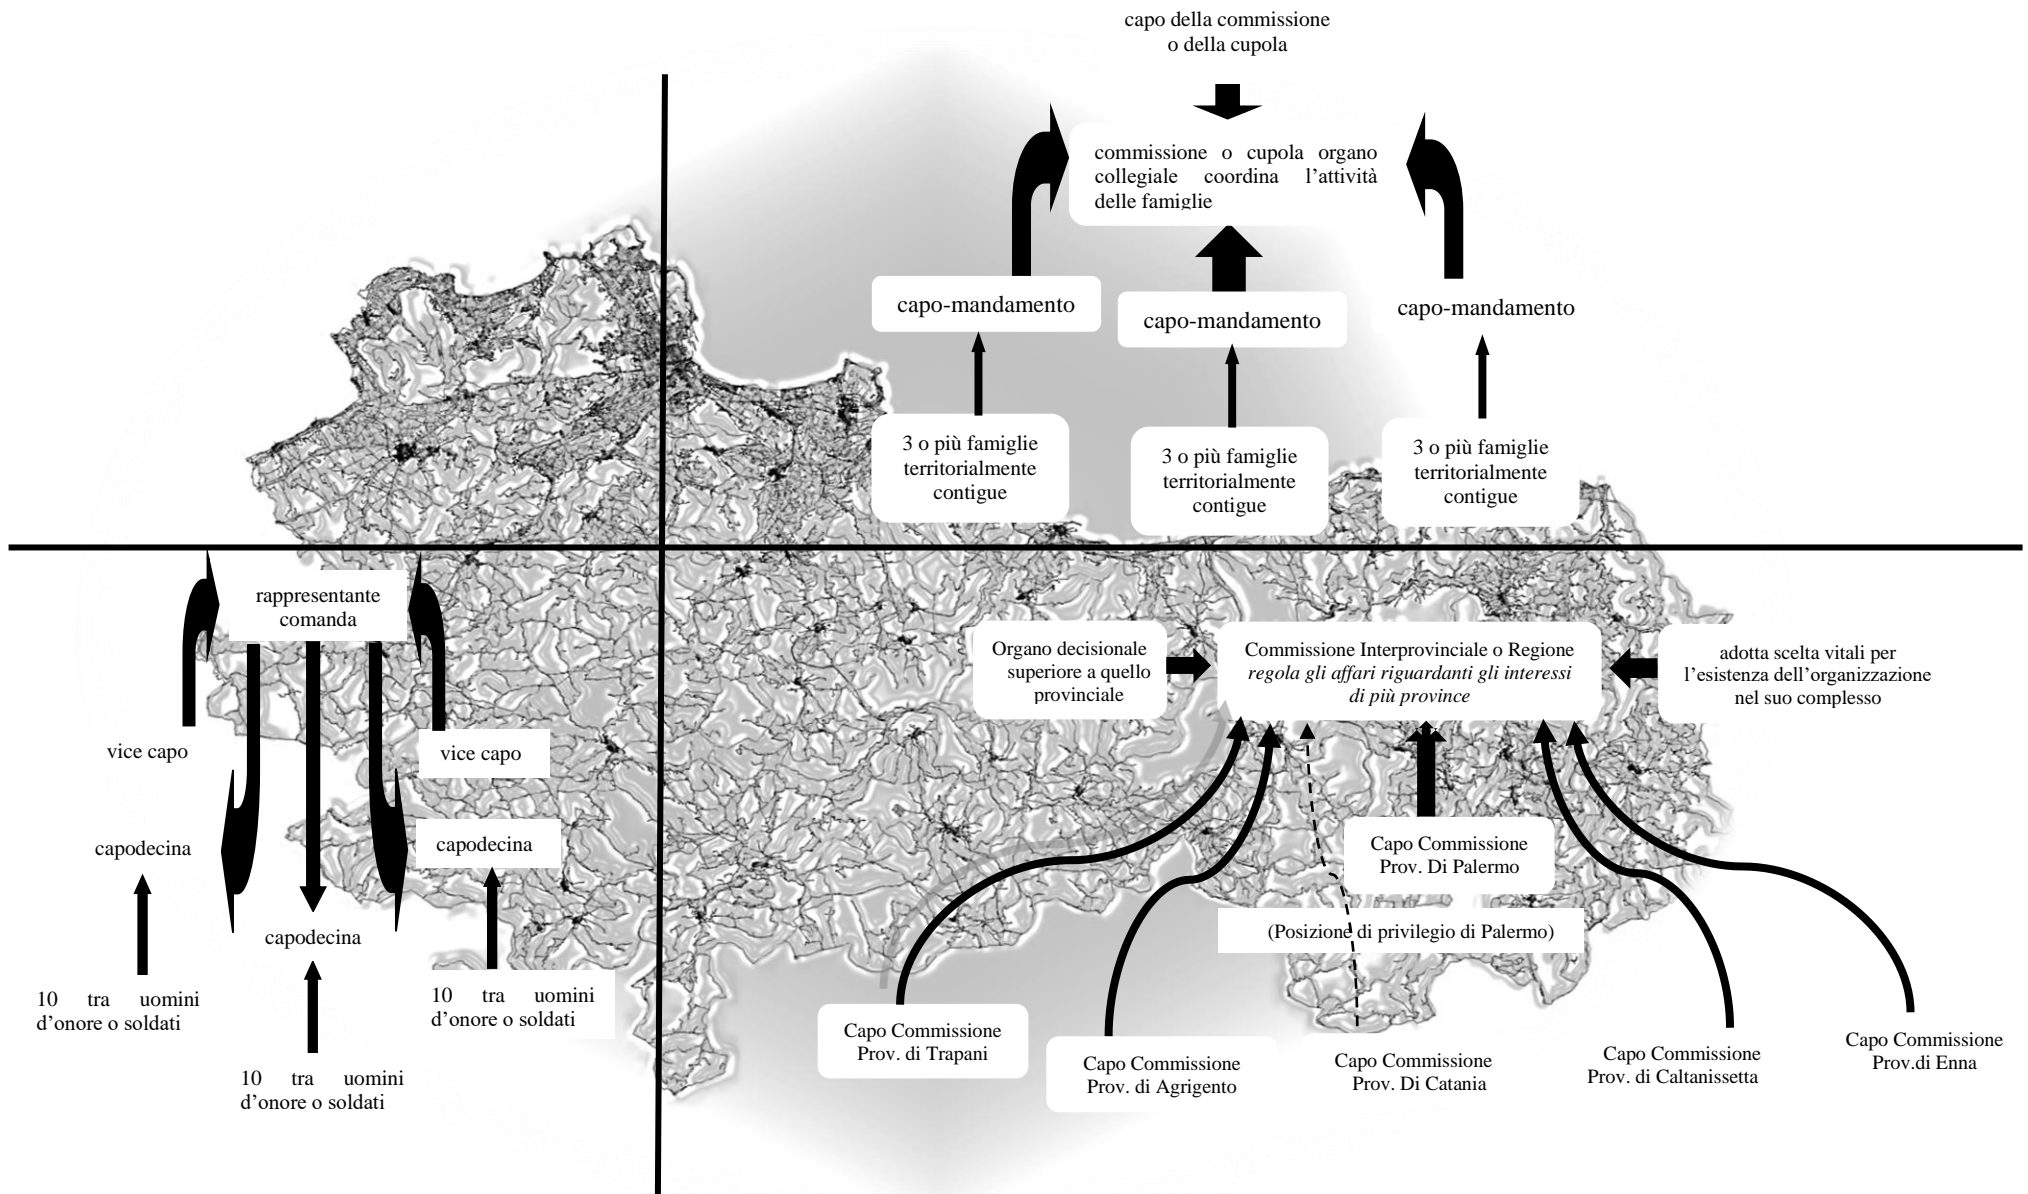 capo della commissione
o della cupola
commissione o cupola organo
collegiale coordina l'attività
delle famiglie
capo-mandamento
capo-mandamento
capo-mandamento
3 o più famiglie
territorialmente
contigue
3 o più famiglie
territorialmente
contigue
3 o più famiglie
territorialmente
contigue
rappresentante
comanda
vice capo
vice capo
capodecina
capodecina
capodecina
10 tra uomini
d'onore o soldati
10 tra uomini
d'onore o soldati
10 tra uomini
d'onore o soldati
Organo decisionale
superiore a quello
provinciale
Commissione Interprovinciale o Regione
regola gli affari riguardanti gli interessi
di più province
adotta scelta vitali per
l'esistenza dell'organizzazione
nel suo complesso
Capo Commissione
Prov. Di Palermo
(Posizione di privilegio di Palermo)
Capo Commissione
Prov. di Trapani
Capo Commissione
Prov. di Agrigento
Capo Commissione
Prov. Di Catania
Capo Commissione
Prov. di Caltanissetta
Capo Commissione
Prov.di Enna